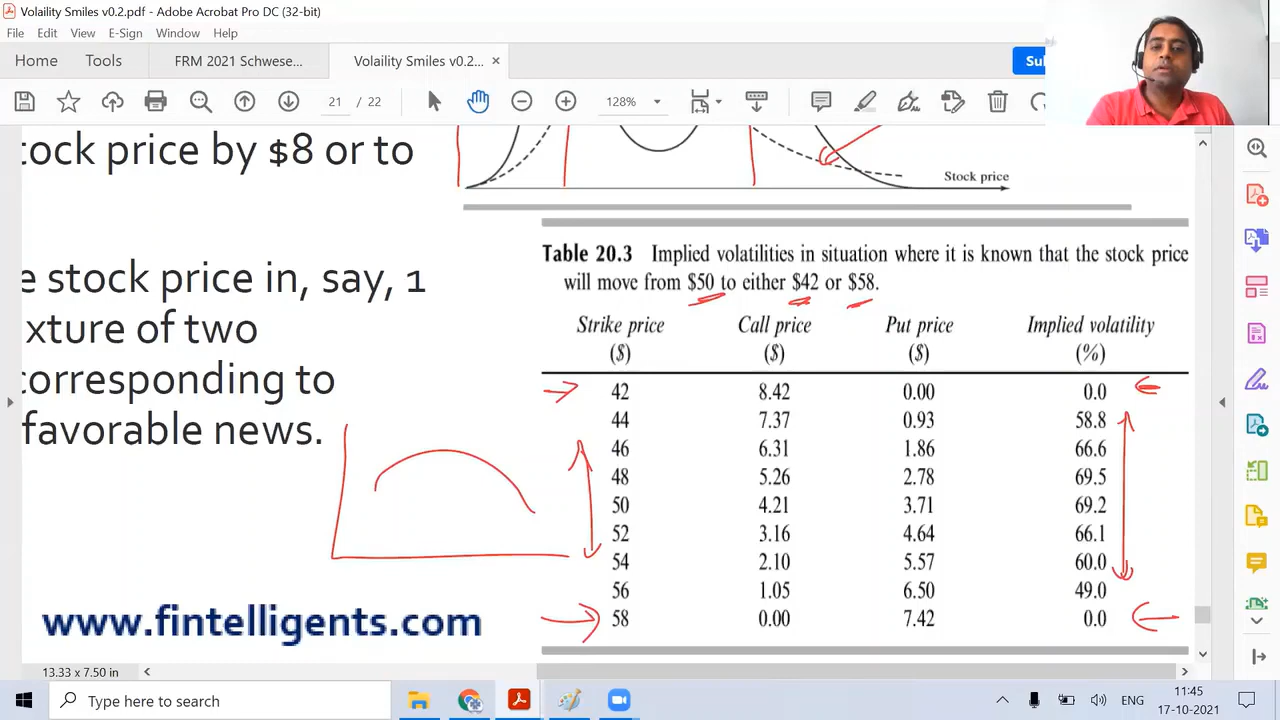 Volaility Smiles v0.2.pdf - Adobe Acrobat Pro DC (32-bit)
File Edit View E-Sign Window Help
Home Tools FRM 2021 Schwese... Volaility Smiles v0.2... × Su
21 / 22 128%
tock price by $8 or to
e stock price in, say, 1
xture of two
corresponding to
favorable news.
www.fintelligents.com
Stock price
Table 20.3 Implied volatilities in situation where it is known that the stock price
will move from $50 to either $42 or $58.
Strike price Call price Put price Implied volatility
($) ($) ($) (%)
42 8.42 0.00 0.0
44 7.37 0.93 58.8
46 6.31 1.86 66.6
48 5.26 2.78 69.5
50 4.21 3.71 69.2
52 3.16 4.64 66.1
54 2.10 5.57 60.0
56 1.05 6.50 49.0
58 0.00 7.42 0.0
13.33 x 7.50 in
Type here to search
ENG
11:45
17-10-2021